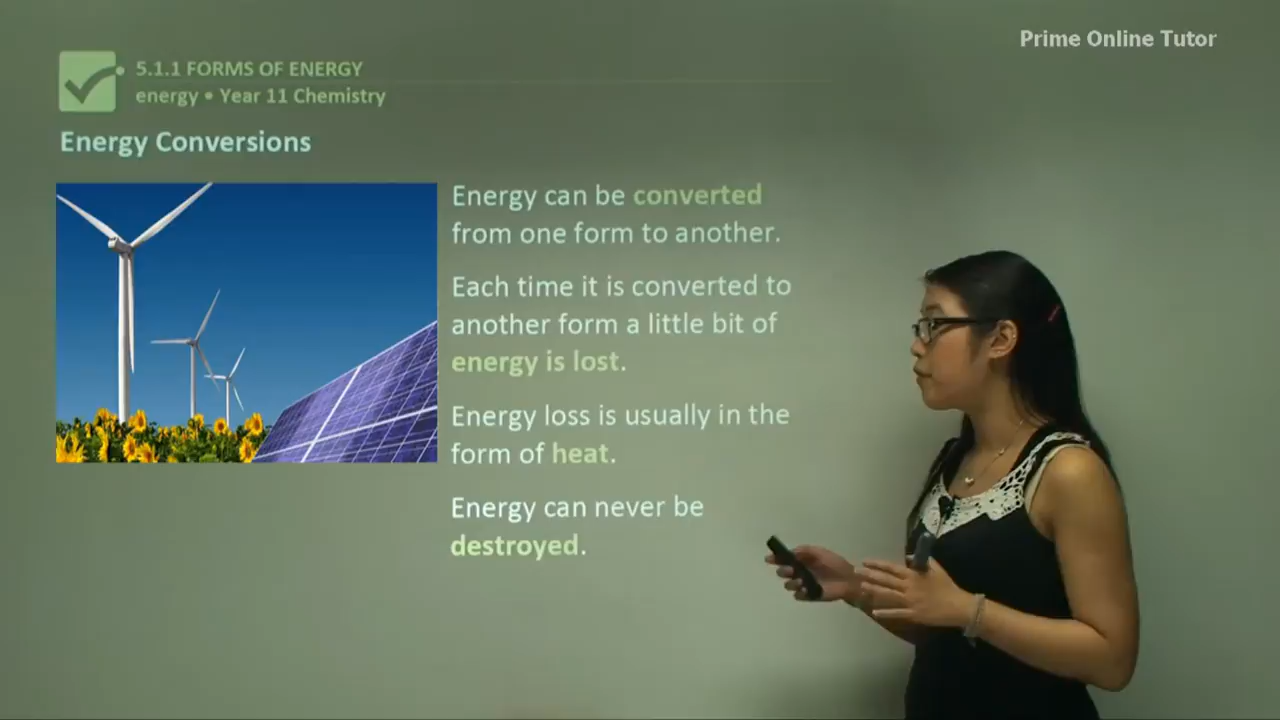 Prime Online Tutor
5.1.1 FORMS OF ENERGY
energy • Year 11 Chemistry
Energy Conversions
Energy can be converted
from one form to another.
Each time it is converted to
another form a little bit of
energy is lost.
Energy loss is usually in the
form of heat.
Energy can never be
destroyed.